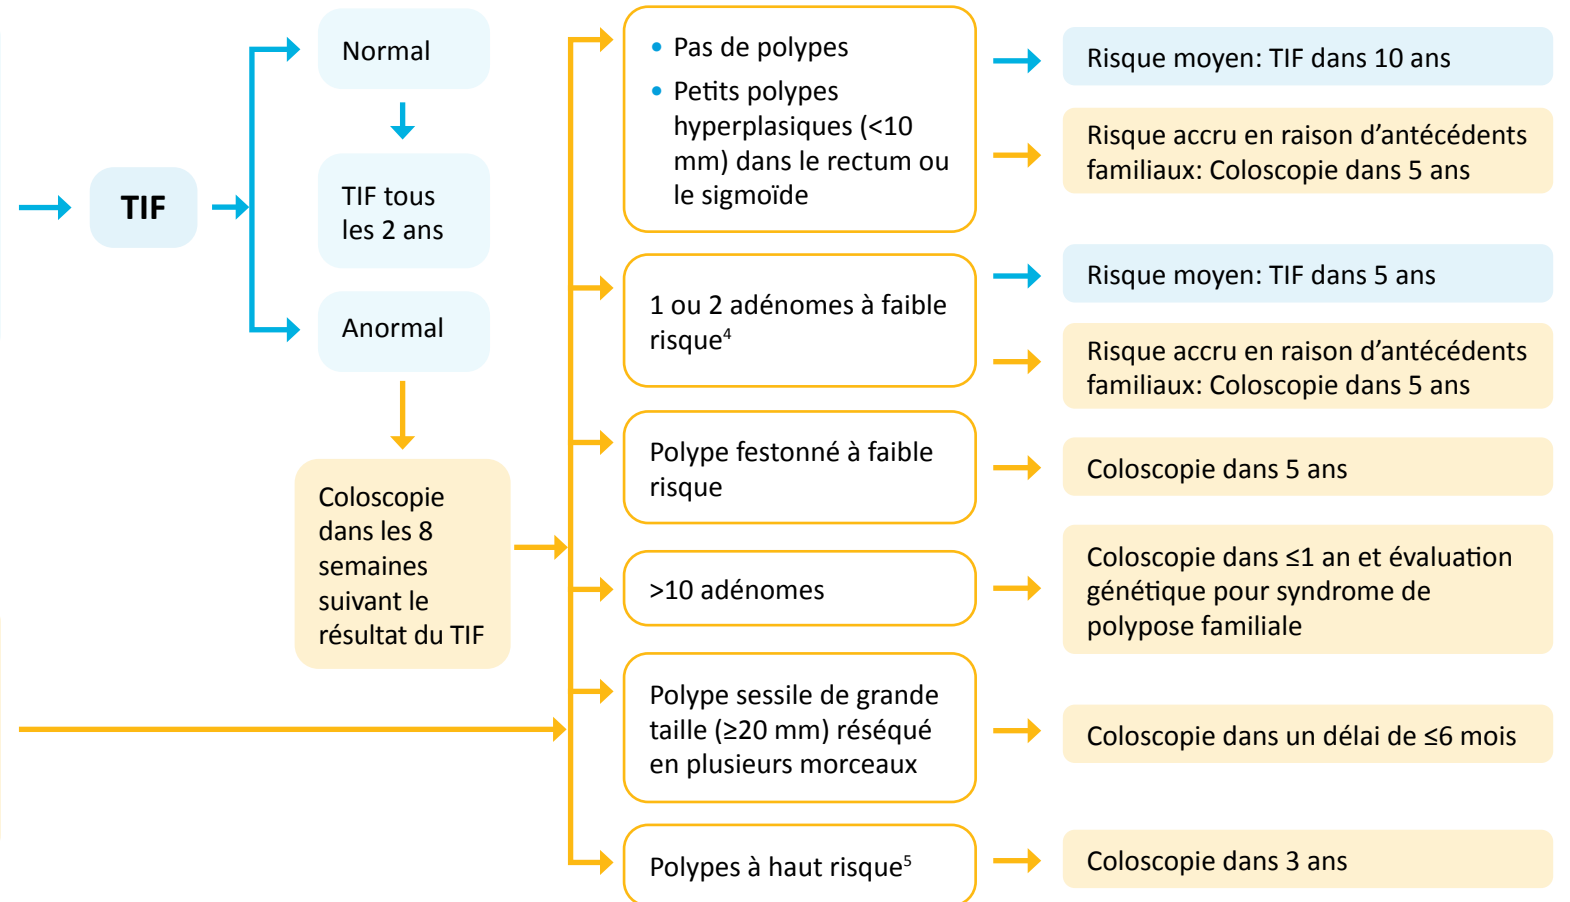 TIF
Normal
TIF tous
les 2 ans
Anormal
Coloscopie
dans les 8
semaines
suivant le
résultat du TIF
• Pas de polypes
• Petits polypes
hyperplasiques (<10
mm) dans le rectum ou
le sigmoïde
Risque moyen: TIF dans 10 ans
Risque accru en raison d’antécédents
familiaux: Coloscopie dans 5 ans
1 ou 2 adénomes à faible
risque⁴
Risque moyen: TIF dans 5 ans
Risque accru en raison d’antécédents
familiaux: Coloscopie dans 5 ans
Polype festonné à faible
risque
Coloscopie dans 5 ans
>10 adénomes
Coloscopie dans ≤1 an et évaluation
génétique pour syndrome de
polypose familiale
Polype sessile de grande
taille (≥20 mm) réséqué
en plusieurs morceaux
Coloscopie dans un délai de ≤6 mois
Polypes à haut risque⁵
Coloscopie dans 3 ans